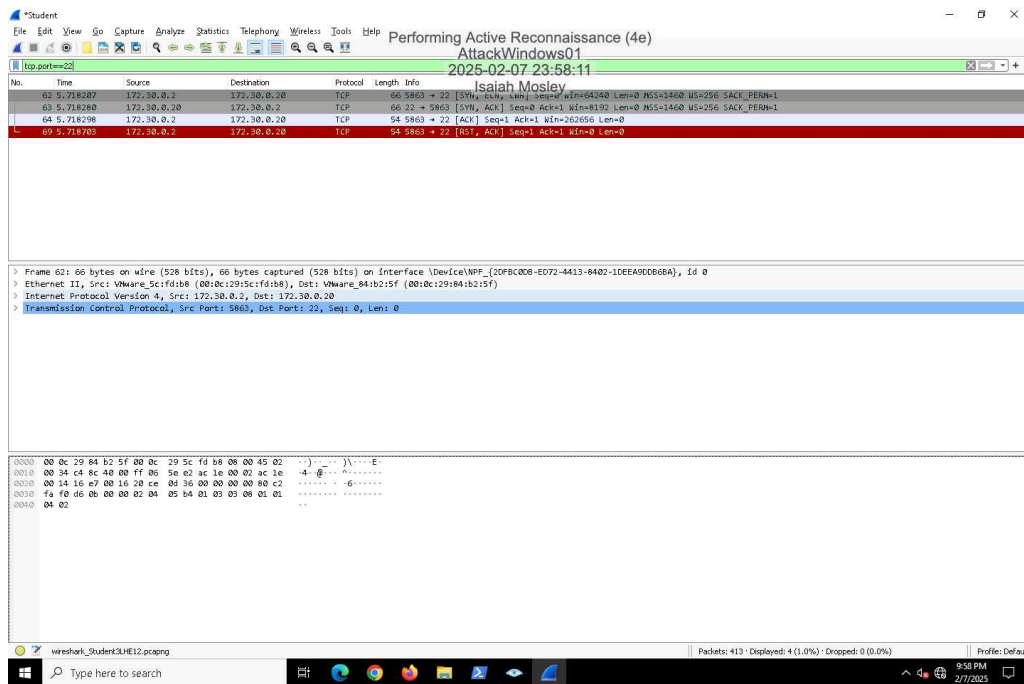 *Student
File Edit View Go Capture Analyze Statistics Telephony Wireless Tools Help
Performing Active Reconnaissance (4e)
AttackWindows01
2025-02-07 23:58:11
Isaiah Mosley
tcp.port==22
No. Time Source Destination Protocol Length Info
62 5.718207 172.30.0.2 172.30.0.20 TCP 66 5863 → 22 [SYN, ECN, CWR] Seq=0 Win=64240 Len=0 MSS=1460 WS=256 SACK_PERM=1
63 5.718280 172.30.0.20 172.30.0.2 TCP 66 22 → 5863 [SYN, ACK] Seq=0 Ack=1 Win=8192 Len=0 MSS=1460 WS=256 SACK_PERM=1
64 5.718298 172.30.0.2 172.30.0.20 TCP 54 5863 → 22 [ACK] Seq=1 Ack=1 Win=262656 Len=0
69 5.718703 172.30.0.2 172.30.0.20 TCP 54 5863 → 22 [RST, ACK] Seq=1 Ack=1 Win=0 Len=0
> Frame 62: 66 bytes on wire (528 bits), 66 bytes captured (528 bits) on interface \Device\NPF_{2DFBC0DB-ED72-4413-8402-1DEEA9DDB6BA}, id 0
> Ethernet II, Src: VMware_5c:fd:b8 (00:0c:29:5c:fd:b8), Dst: VMware_84:b2:5f (00:0c:29:84:b2:5f)
> Internet Protocol Version 4, Src: 172.30.0.2, Dst: 172.30.0.20
> Transmission Control Protocol, Src Port: 5863, Dst Port: 22, Seq: 0, Len: 0
0000 00 0c 29 84 b2 5f 00 0c 29 5c fd b8 08 00 45 02 ··)··_·· )\····E·
0010 00 34 c4 8c 40 00 ff 06 5e e2 ac 1e 00 02 ac 1e ·4··@··· ^·······
0020 00 14 16 e7 00 16 20 ce 0d 36 00 00 00 00 80 c2 ······ · ·6······
0030 fa f0 d6 0b 00 00 02 04 05 b4 01 03 03 08 01 01 ········ ········
0040 04 02 ··
wireshark_Student3LHE12.pcapng
Packets: 413 · Displayed: 4 (1.0%) · Dropped: 0 (0.0%)
Profile: Defau
Type here to search
9:58 PM
2/7/2025